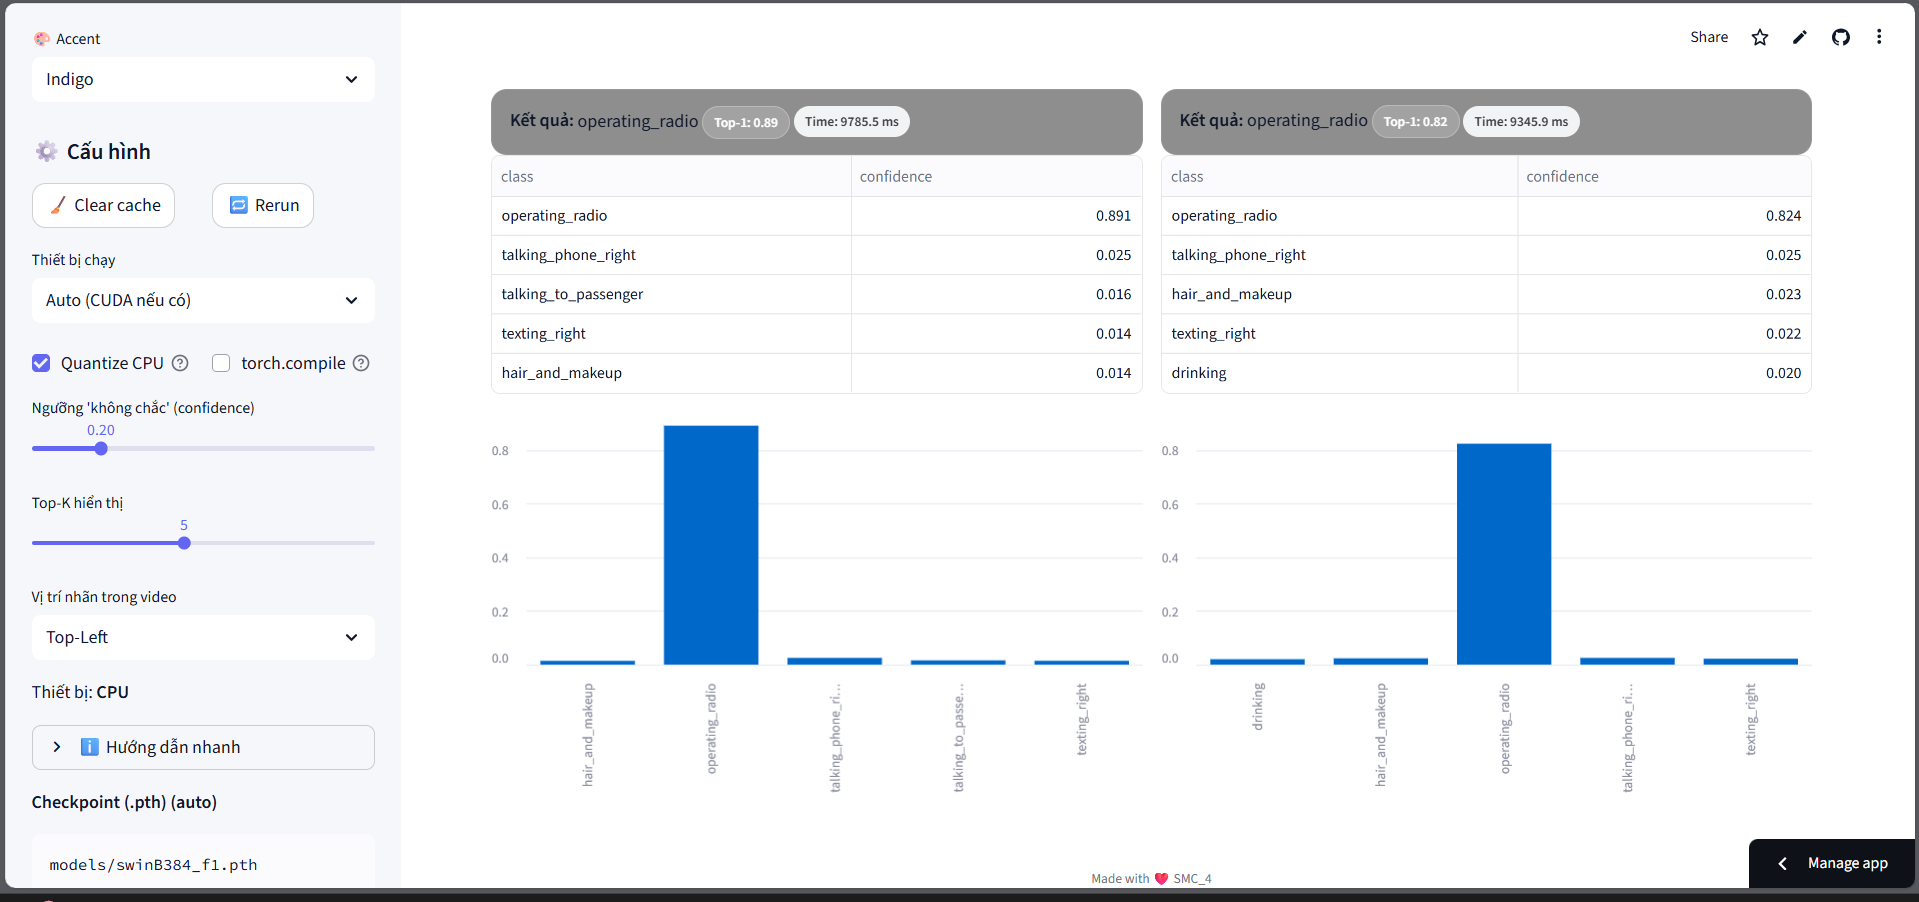 Accent
Indigo
Cấu hình
Clear cache
Rerun
Thiết bị chạy
Auto (CUDA nếu có)
Quantize CPU
torch.compile
Ngưỡng 'không chắc' (confidence)
0.20
Top-K hiển thị
5
Vị trí nhãn trong video
Top-Left
Thiết bị: CPU
Hướng dẫn nhanh
Checkpoint (.pth) (auto)
models/swinB384_f1.pth
Share
Kết quả: operating_radio Top-1: 0.89 Time: 9785.5 ms
class confidence
operating_radio 0.891
talking_phone_right 0.025
talking_to_passenger 0.016
texting_right 0.014
hair_and_makeup 0.014
0.8
0.6
0.4
0.2
0.0
hair_and_makeup
operating_radio
talking_phone_ri...
talking_to_passe...
texting_right
Kết quả: operating_radio Top-1: 0.82 Time: 9345.9 ms
class confidence
operating_radio 0.824
talking_phone_right 0.025
hair_and_makeup 0.023
texting_right 0.022
drinking 0.020
0.8
0.6
0.4
0.2
0.0
drinking
hair_and_makeup
operating_radio
talking_phone_ri...
texting_right
Made with ❤️ SMC_4
Manage app